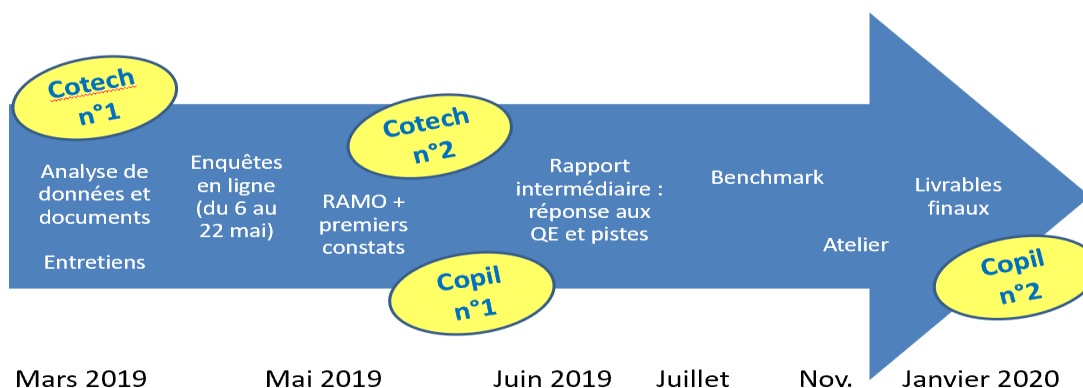 Cotech
n°1
Analyse de
données et
documents
Entretiens
Enquêtes
en ligne
(du 6 au
22 mai)
Cotech
n°2
RAMO +
premiers
constats
Copil
n°1
Rapport
intermédiaire :
réponse aux
QE et pistes
Benchmark
Atelier
Livrables
finaux
Copil
n°2
Mars 2019
Mai 2019
Juin 2019
Juillet
Nov.
Janvier 2020